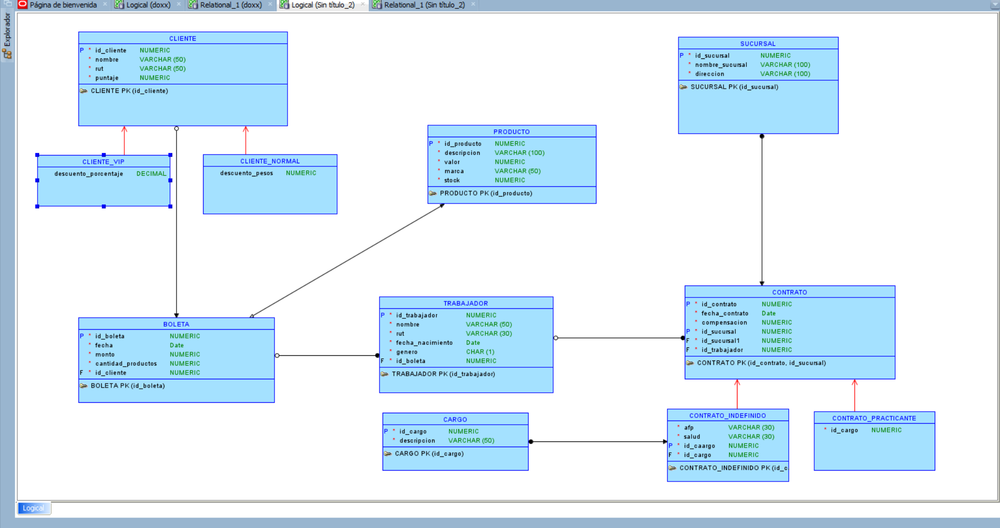 Página de bienvenida
Logical (doxx)
Relational_1 (doxx)
Logical (Sin título_2)
Relational_1 (Sin título_2)
Explorador
CLIENTE
P * id_cliente NUMERIC
* nombre VARCHAR (50)
* rut VARCHAR (50)
* puntaje NUMERIC
CLIENTE PK (id_cliente)
SUCURSAL
P * id_sucursal NUMERIC
* nombre_sucursal VARCHAR (100)
* direccion VARCHAR (100)
SUCURSAL PK (id_sucursal)
CLIENTE_VIP
descuento_porcentaje DECIMAL
CLIENTE_NORMAL
descuento_pesos NUMERIC
PRODUCTO
P * id_producto NUMERIC
* descripcion VARCHAR (100)
* valor NUMERIC
* marca VARCHAR (50)
* stock NUMERIC
PRODUCTO PK (id_producto)
BOLETA
P * id_boleta NUMERIC
* fecha Date
* monto NUMERIC
* cantidad_productos NUMERIC
F * id_cliente NUMERIC
BOLETA PK (id_boleta)
TRABAJADOR
P * id_trabajador NUMERIC
* nombre VARCHAR (50)
* rut VARCHAR (30)
* fecha_nacimiento Date
* genero CHAR (1)
F * id_boleta NUMERIC
TRABAJADOR PK (id_trabajador)
CONTRATO
P * id_contrato NUMERIC
* fecha_contrato Date
* compensacion NUMERIC
P * id_sucursal NUMERIC
F * id_sucursal1 NUMERIC
F * id_trabajador NUMERIC
CONTRATO PK (id_contrato, id_sucursal)
CARGO
P * id_cargo NUMERIC
* descripcion VARCHAR (50)
CARGO PK (id_cargo)
CONTRATO_INDEFINIDO
* afp VARCHAR (30)
* salud VARCHAR (30)
P * id_caargo NUMERIC
F * id_cargo NUMERIC
CONTRATO_INDEFINIDO PK (id_c
CONTRATO_PRACTICANTE
* id_cargo NUMERIC
Logical